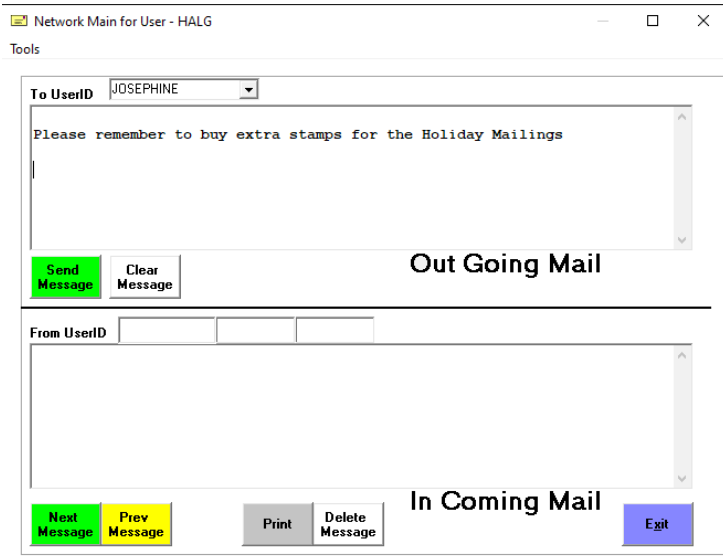 Network Main for User - HALG
Tools
To UserID JOSEPHINE
Please remember to buy extra stamps for the Holiday Mailings
Out Going Mail
Send
Message
Clear
Message
From UserID
In Coming Mail
Next
Message
Prev
Message
Print
Delete
Message
Exit